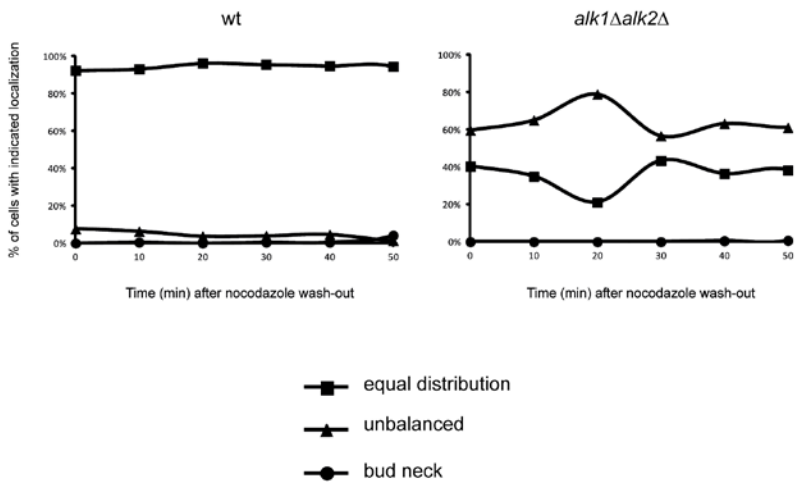 wt
alk1∆alk2∆
% of cells with indicated localization
100%
80%
60%
40%
20%
0%
0 10 20 30 40 50
Time (min) after nocodazole wash-out
100%
80%
60%
40%
20%
0%
0 10 20 30 40 50
Time (min) after nocodazole wash-out
equal distribution
unbalanced
bud neck